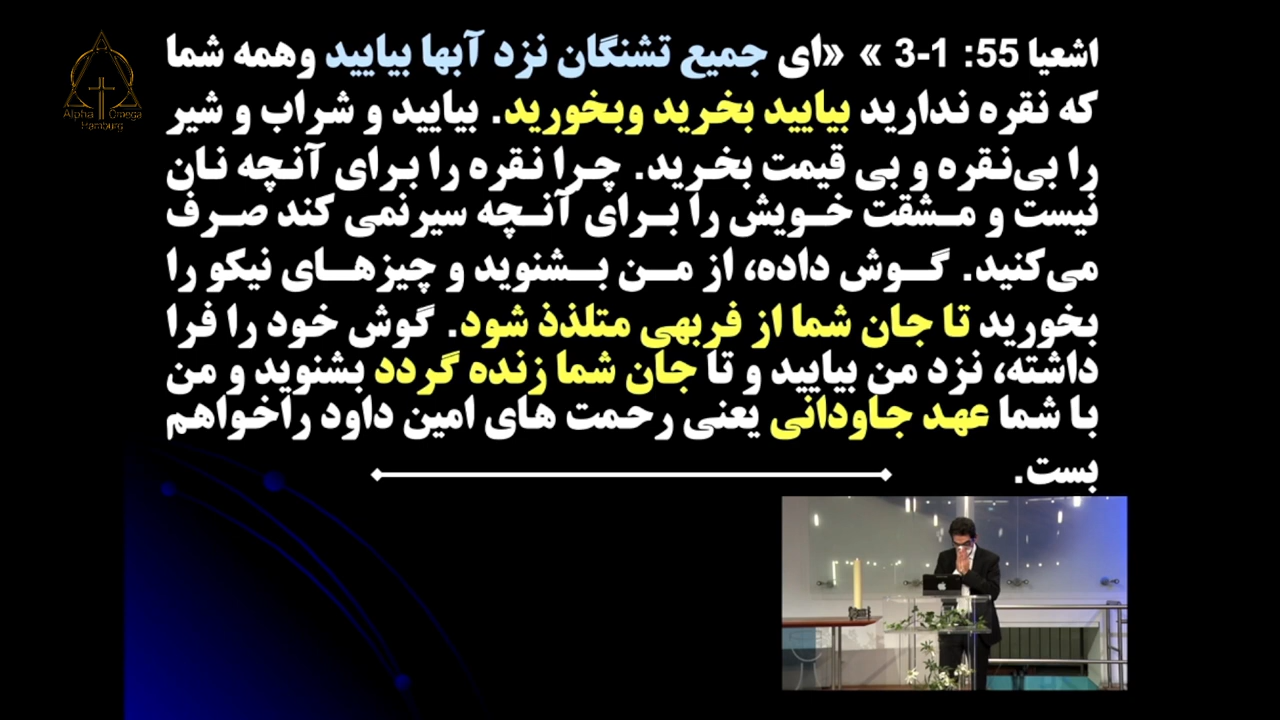 Alpha Omega
Hamburg
اشعیا 55: 1-3 » «ای جمیع تشنگان نزد آبها بیایید وهمه شما
که نقره ندارید بیایید بخرید وبخورید. بیایید و شراب و شیر
را بی‌نقره و بی قیمت بخرید. چرا نقره را برای آنچه نان
نیست و مشقت خویش را برای آنچه سیرنمی کند صرف
می‌کنید. گوش داده، از من بشنوید و چیزهای نیکو را
بخورید تا جان شما از فربهی متلذذ شود. گوش خود را فرا
داشته، نزد من بیایید و تا جان شما زنده گردد بشنوید و من
با شما عهد جاودانی یعنی رحمت های امین داود راخواهم
بست.